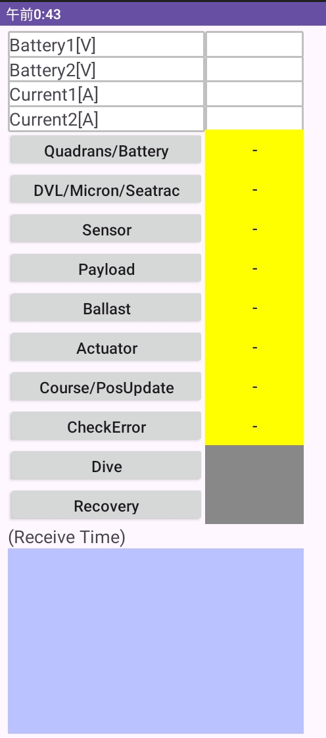 午前0:43
Battery1[V]
Battery2[V]
Current1[A]
Current2[A]
Quadrans/Battery -
DVL/Micron/Seatrac -
Sensor -
Payload -
Ballast -
Actuator -
Course/PosUpdate -
CheckError -
Dive
Recovery
(Receive Time)